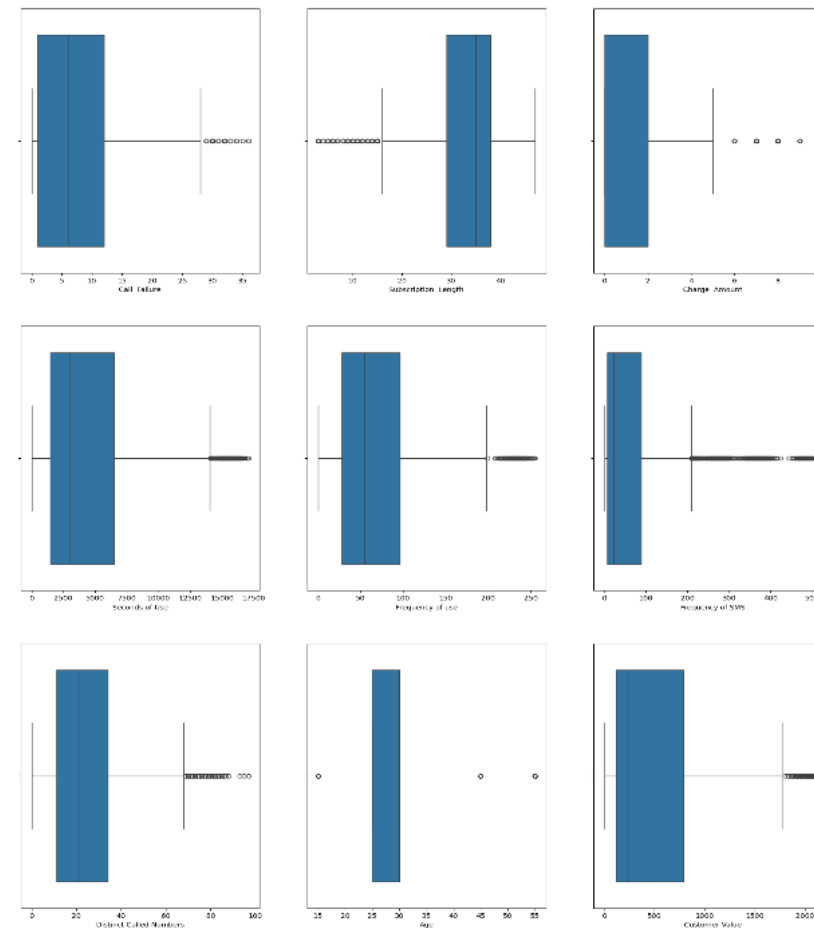 0 5 10 15 20 25 30 35
Call Failure
10 20 30 40
Subscription Length
0 2 4 6 8
Charge Amount
0 2500 5000 7500 10000 12500 15000 17500
Seconds of Use
0 50 100 150 200 250
Frequency of use
0 100 200 300 400 50
Frequency of SMS
0 20 40 60 80 100
Distinct Called Numbers
15 20 25 30 35 40 45 50 55
Age
0 500 1000 1500 200
Customer Value